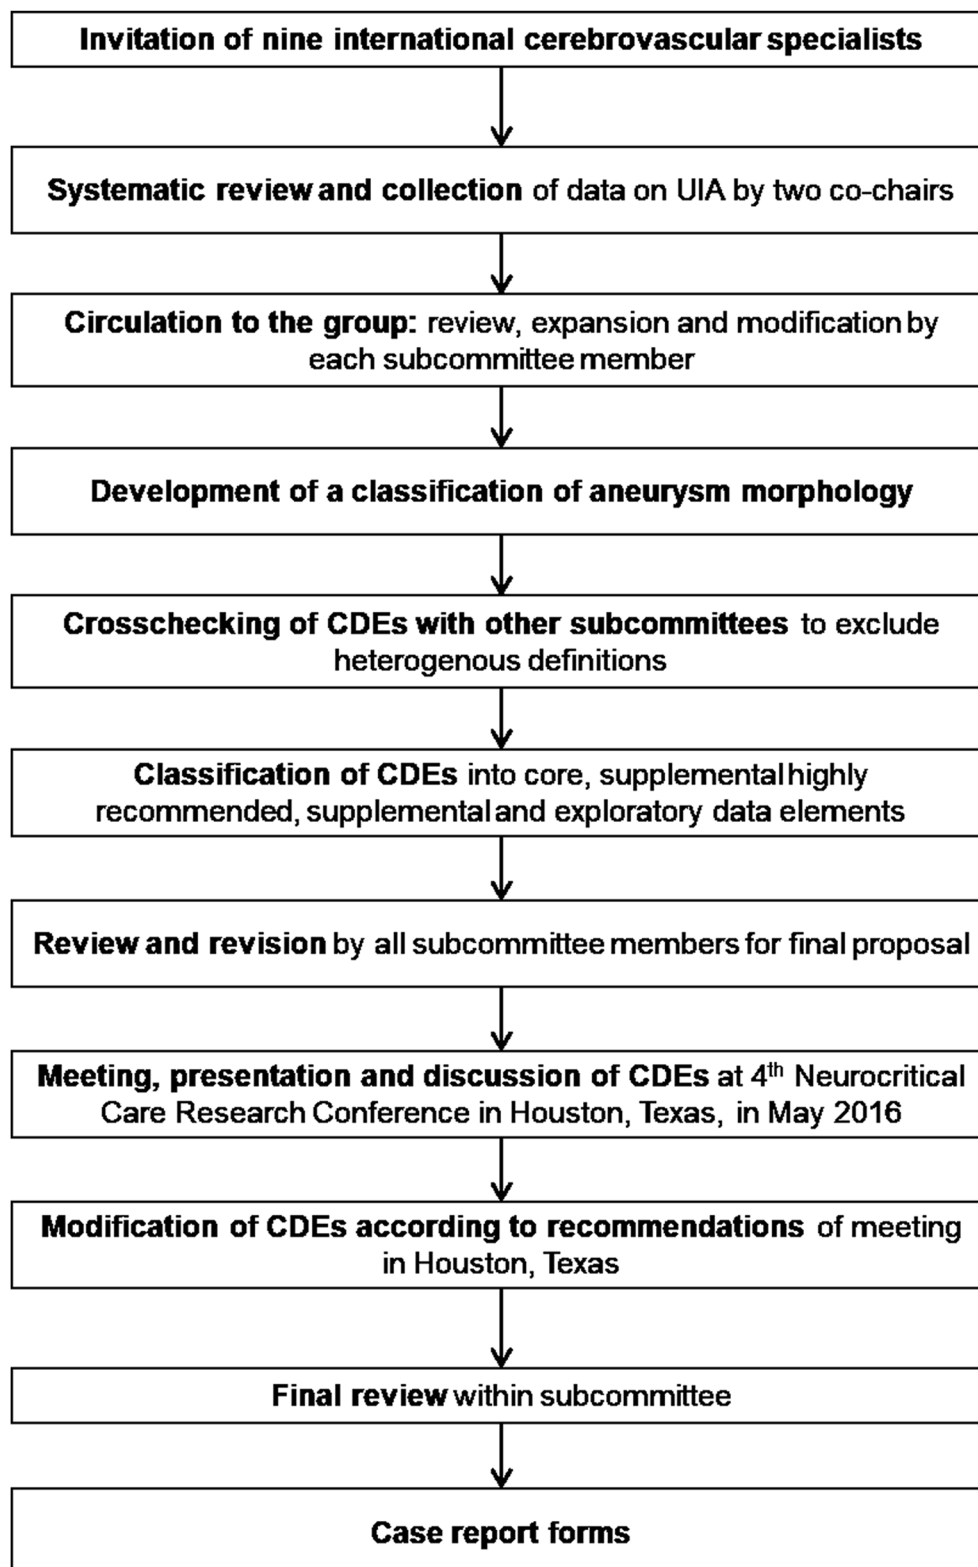 Invitation of nine international cerebrovascular specialists
Systematic review and collection of data on UIA by two co-chairs
Circulation to the group: review, expansion and modification by
each subcommittee member
Development of a classification of aneurysm morphology
Crosschecking of CDEs with other subcommittees to exclude
heterogenous definitions
Classification of CDEs into core, supplemental highly
recommended, supplemental and exploratory data elements
Review and revision by all subcommittee members for final proposal
Meeting, presentation and discussion of CDEs at 4th Neurocritical
Care Research Conference in Houston, Texas, in May 2016
Modification of CDEs according to recommendations of meeting
in Houston, Texas
Final review within subcommittee
Case report forms